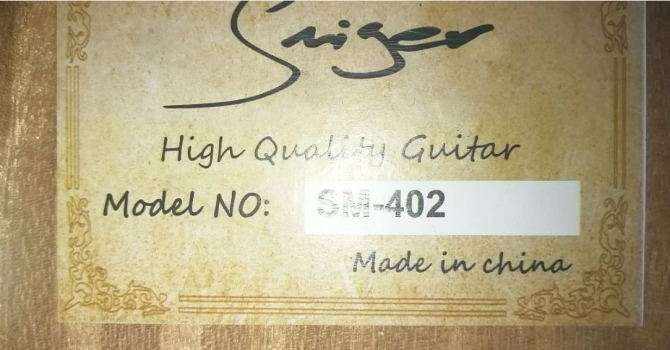 Smiger
High Quality Guitar
Model NO: SM-402
Made in china